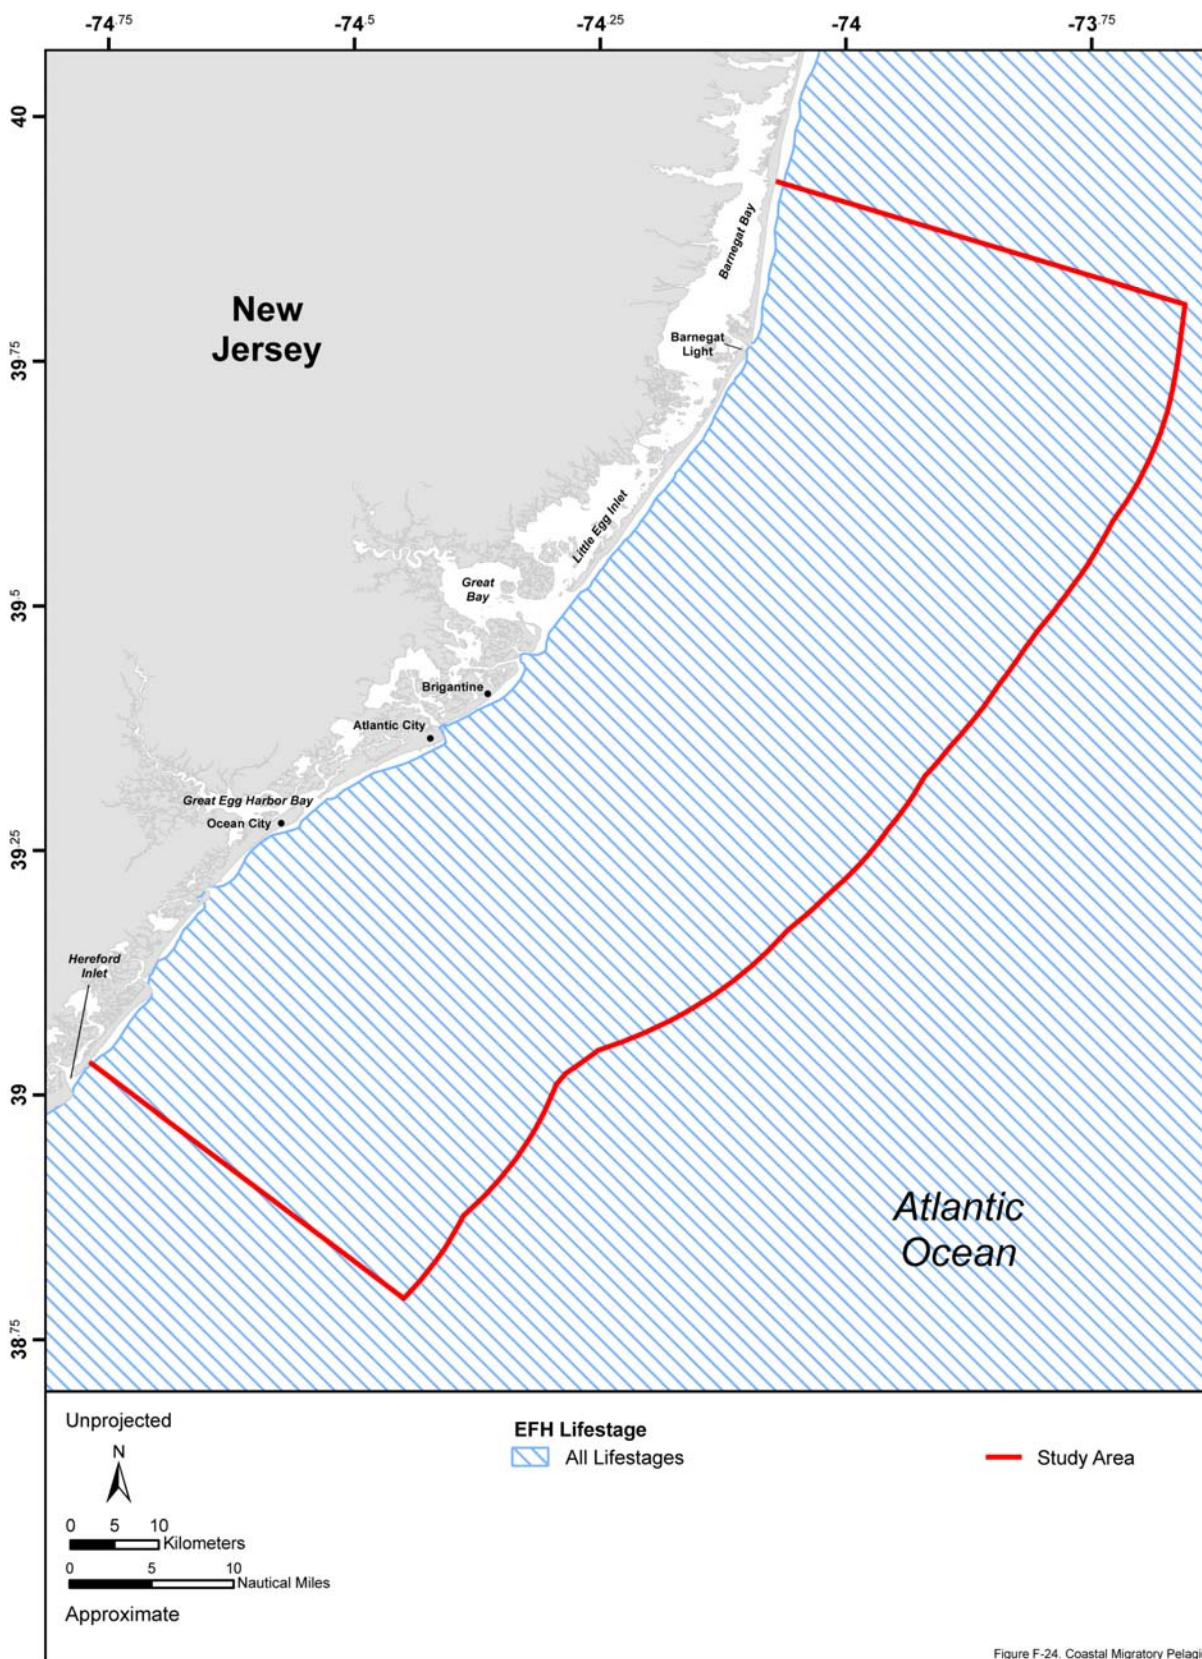 -74.75 -74.5 -74.25 -74 -73.75
40
39.75
39.5
39.25
39
38.75
New
Jersey
Barnegat Bay
Barnegat
Light
Little Egg Inlet
Great
Bay
Brigantine
Atlantic City
Great Egg Harbor Bay
Ocean City
Hereford
Inlet
Atlantic
Ocean
Unprojected
N
0 5 10
Kilometers
0 5 10
Nautical Miles
Approximate
EFH Lifestage
All Lifestages
Study Area
Figure F-24. Coastal Migratory